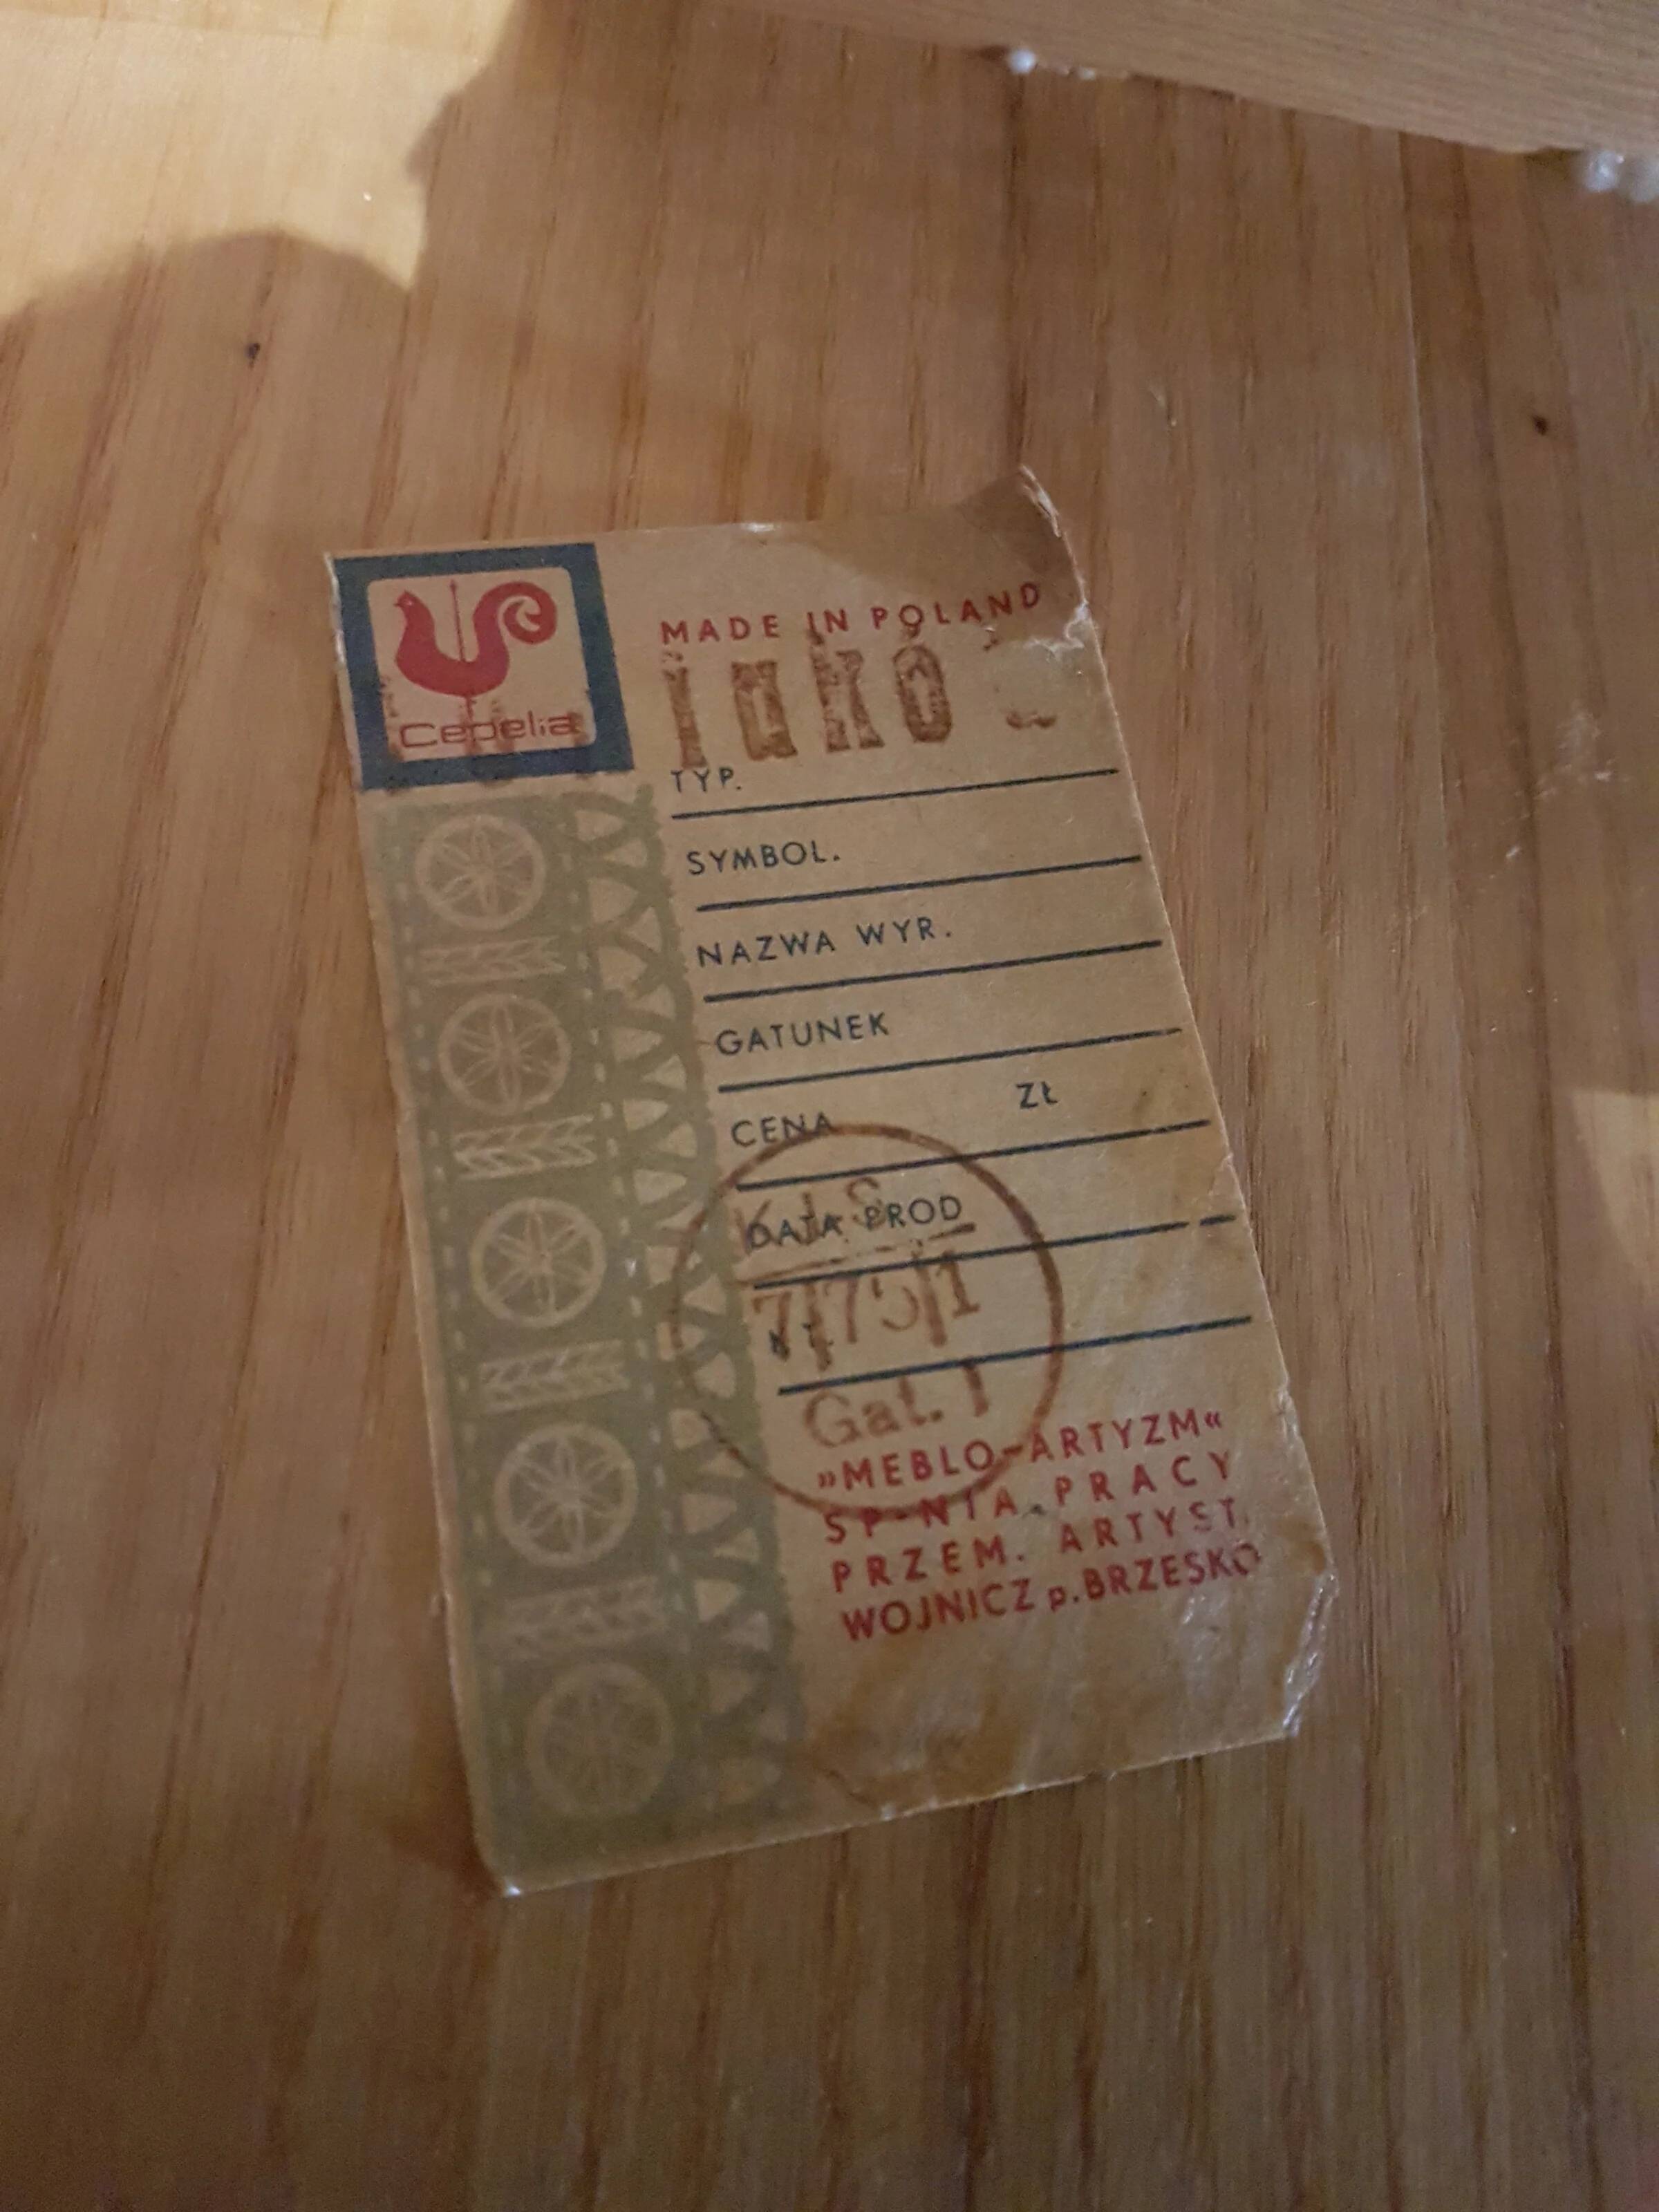 MADE IN POLAND
Cepelia
TYP.
SYMBOL.
NAZWA WYR.
GATUNEK
CENA ZŁ
DATA PROD
Gat. 1
»MEBLO-ARTYZM«
SP-NIA PRACY
PRZEM. ARTYST.
WOJNICZ p. BRZESKO